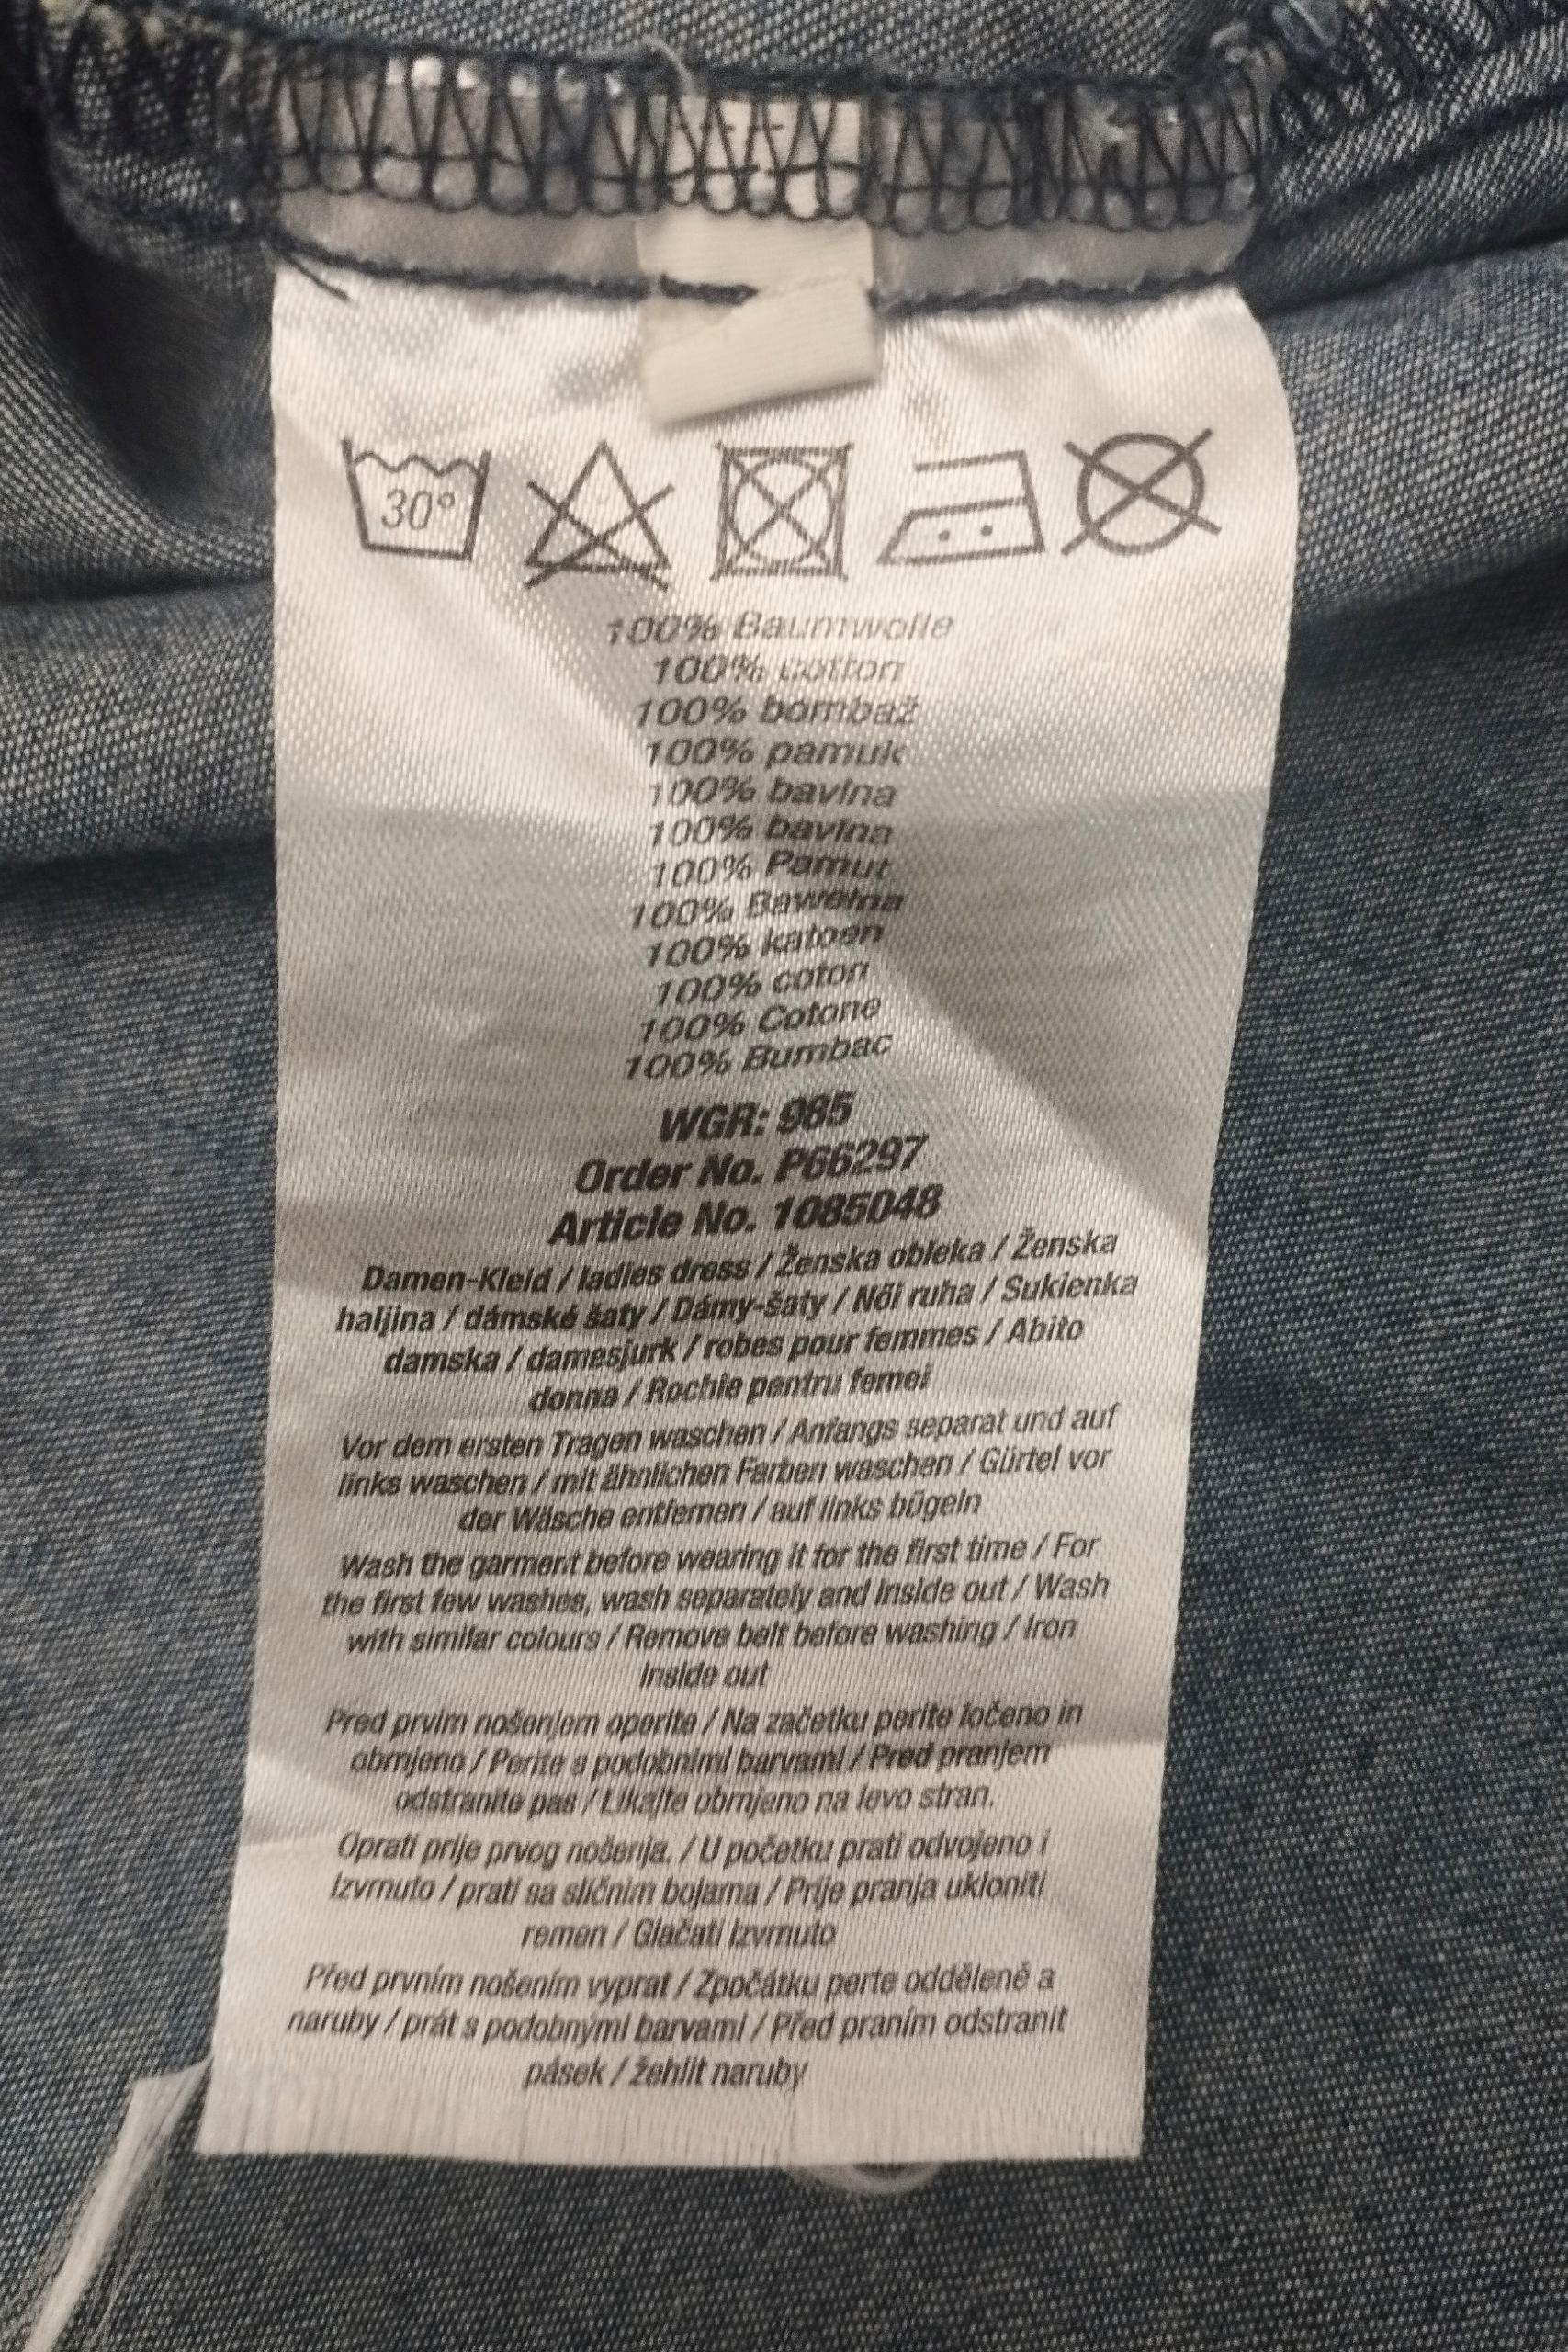 30°
100% Baumwolle
100% cotton
100% bombaž
100% pamuk
100% bavlna
100% bavlna
100% Pamut
100% Bawełna
100% katoen
100% coton
100% Cotone
100% Bumbac
WGR: 985
Order No. P66297
Article No. 1085048
Damen-Kleid / ladies dress / Ženska obleka / Ženska
haljina / dámské šaty / Dámy-šaty / Női ruha / Sukienka
damska / damesjurk / robes pour femmes / Abito
donna / Rochie pentru femei
Vor dem ersten Tragen waschen / Anfangs separat und auf
links waschen / mit ähnlichen Farben waschen / Gürtel vor
der Wäsche entfernen / auf links bügeln
Wash the garment before wearing it for the first time / For
the first few washes, wash separately and inside out / Wash
with similar colours / Remove belt before washing / Iron
inside out
Pred prvim nošenjem operite / Na začetku perite ločeno in
obrnjeno / Perite s podobnimi barvami / Pred pranjem
odstranite pas / Likajte obrnjeno na levo stran.
Oprati prije prvog nošenja. / U početku prati odvojeno i
izvrnuto / prati sa sličnim bojama / Prije pranja ukloniti
remen / Glačati izvrnuto
Před prvním nošením vyprat / Zpočátku perte odděleně a
naruby / prát s podobnými barvami / Před praním odstranit
pásek / žehlit naruby